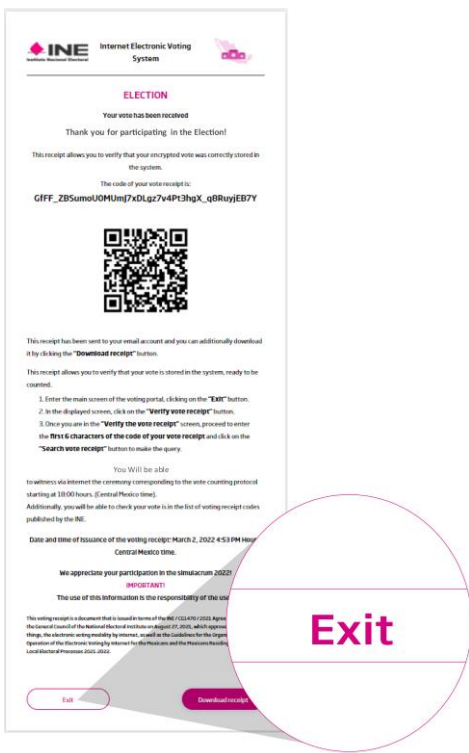 INE
Instituto Nacional Electoral
Internet Electronic Voting
System
ELECTION
Your vote has been received
Thank you for participating in the Election!
This receipt allows you to verify that your encrypted vote was correctly stored in
the system.
The code of your vote receipt is:
GfFF_ZBSumoU0MUmJ7xDLgz7v4Pt3hgX_qBRuyjEB7Y
This receipt has been sent to your email account and you can additionally download
it by clicking the "Download receipt" button.
This receipt allows you to verify that your vote is stored in the system, ready to be
counted.
1. Enter the main screen of the voting portal, clicking on the "Exit" button.
2. In the displayed screen, click on the "Verify vote receipt" button.
3. Once you are in the "Verify the vote receipt" screen, proceed to enter
the first 6 characters of the code of your vote receipt and click on the
"Search vote receipt" button to make the query.
You Will be able
to witness via internet the ceremony corresponding to the vote counting protocol
starting at 18:00 hours. (Central Mexico time).
Additionally, you will be able to check your vote is in the list of voting receipt codes
published by the INE.
Date and time of issuance of the voting receipt: March 2, 2022 4:53 PM Hour
Central Mexico time.
We appreciate your participation in the simulacrum 2022!
IMPORTANT!
The use of this information is the responsibility of the use
This voting receipt is a document that is issued in terms of the INE / CG1470 / 2021 Agree
the General Council of the National Electoral Institute on August 27, 2021, which approve
things, the electronic voting modality by internet, as well as the Guidelines for the Organi
Operation of the Electronic Voting by Internet for the Mexicans and the Mexicans Residing
Local Electoral Processes 2021-2022.
Exit
Download receipt
Exit